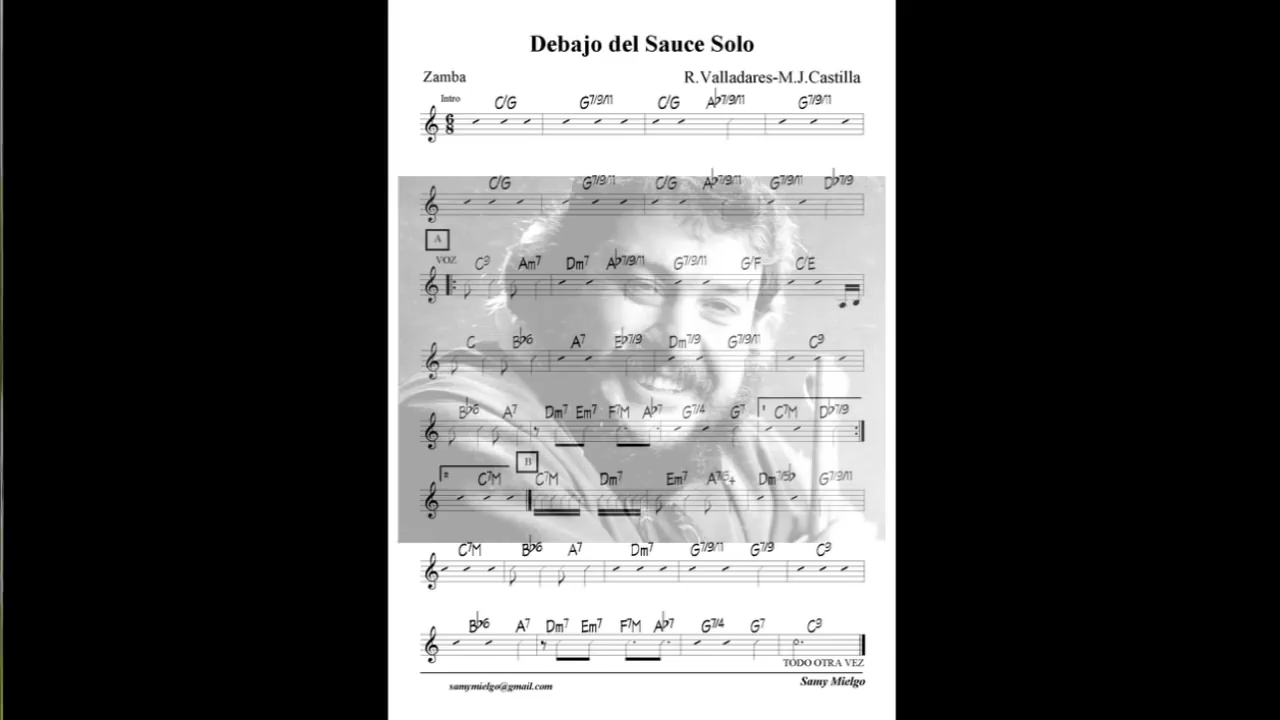 Debajo del Sauce Solo
Zamba
R.Valladares-M.J.Castilla
Intro
C/G G7/9/11 C/G Ab7/9/11 G7/9/11
6
8
C/G G7/9/11 C/G Ab7/9/11 G7/9/11 Db7/9
A
VOZ
C9 Am7 Dm7 Ab7/9/11 G7/9/11 G/F C/E
C Bb6 A7 Eb7/9 Dm7/9 G7/9/11 C9
Bb6 A7 Dm7 Em7 F7M Ab7 G7/4 G7 C7M Db7/9
B
C7M C7M Dm7 Em7 A7/5+ Dm7/5b G7/9/11
C7M Bb6 A7 Dm7 G7/9/11 G7/9 C9
Bb6 A7 Dm7 Em7 F7M Ab7 G7/4 G7 C9
TODO OTRA VEZ
samymielgo@gmail.com
Samy Mielgo